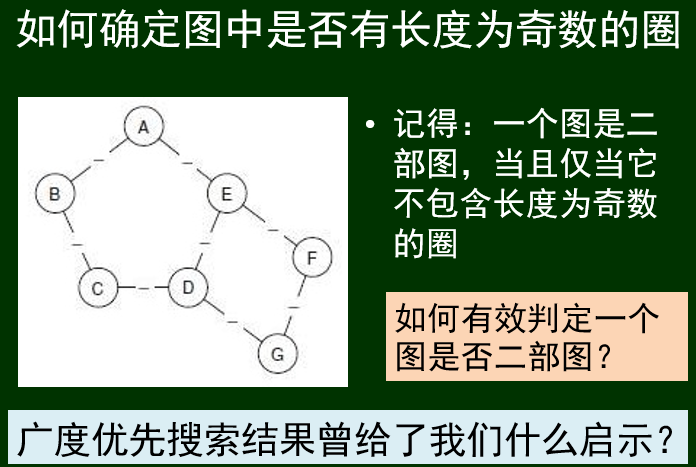 如何确定图中是否有长度为奇数的圈
A
B
E
C
D
F
G
• 记得：一个图是二
部图，当且仅当它
不包含长度为奇数
的圈
如何有效判定一个
图是否二部图？
广度优先搜索结果曾给了我们什么启示？